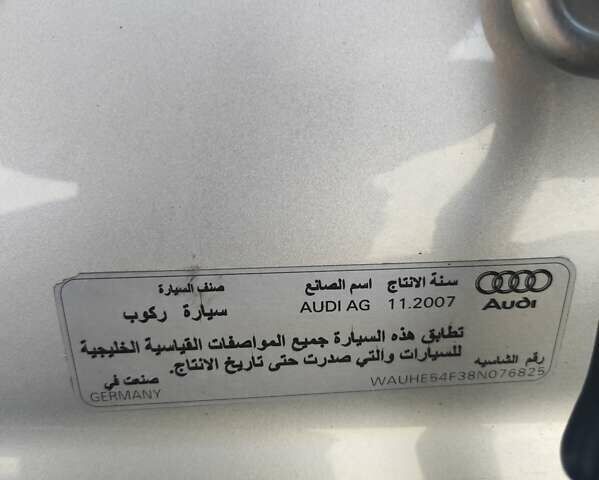 Audi
سنة الانتاج
11.2007
اسم الصانع
AUDI AG
صنف السيارة
سيارة ركوب
تطابق هذه السيارة جميع المواصفات القياسية الخليجية
للسيارات والتي صدرت حتى تاريخ الانتاج.
رقم الشاسيه
WAUHE54F38N076825
صنعت في
GERMANY